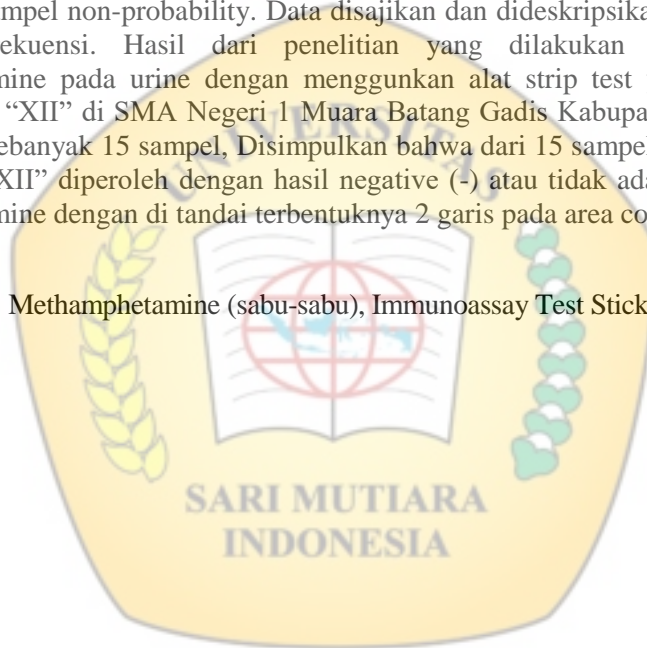 mpel non-probability. Data disajikan dan dideskripsika
ekuensi. Hasil dari penelitian yang dilakukan
mine pada urine dengan menggunkan alat strip test
“XII” di SMA Negeri 1 Muara Batang Gadis Kabupa
ebanyak 15 sampel, Disimpulkan bahwa dari 15 sampel
XII” diperoleh dengan hasil negative (-) atau tidak ada
mine dengan di tandai terbentuknya 2 garis pada area co
Methamphetamine (sabu-sabu), Immunoassay Test Stick
UNIVERSITAS
SARI MUTIARA
INDONESIA